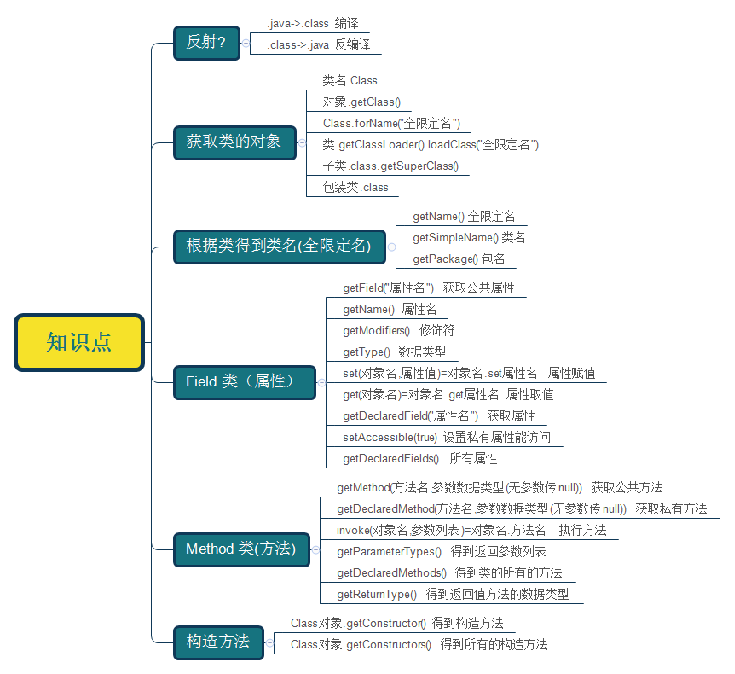 知识点
反射?
.java->.class 编译
.class->.java 反编译
获取类的对象
类名.Class
对象.getClass()
Class.forName("全限定名")
类.getClassLoader().loadClass("全限定名")
子类.class.getSuperClass()
包装类.class
根据类得到类名(全限定名)
getName() 全限定名
getSimpleName() 类名
getPackage() 包名
Field 类（属性）
getField("属性名") 获取公共属性
getName() 属性名
getModifiers() 修饰符
getType() 数据类型
set(对象名,属性值)=对象名.set属性名 属性赋值
get(对象名)=对象名.get属性名 属性取值
getDeclaredField("属性名") 获取属性
setAccessible(true) 设置私有属性能访问
getDeclaredFields() 所有属性
Method 类(方法)
getMethod(方法名,参数数据类型(无参数传null)) 获取公共方法
getDeclaredMethod(方法名,参数数据类型(无参数传null)) 获取私有方法
invoke(对象名,参数列表)=对象名.方法名 执行方法
getParameterTypes() 得到返回参数列表
getDeclaredMethods() 得到类的所有的方法
getReturnType() 得到返回值方法的数据类型
构造方法
Class对象.getConstructor() 得到构造方法
Class对象.getConstructors() 得到所有的构造方法